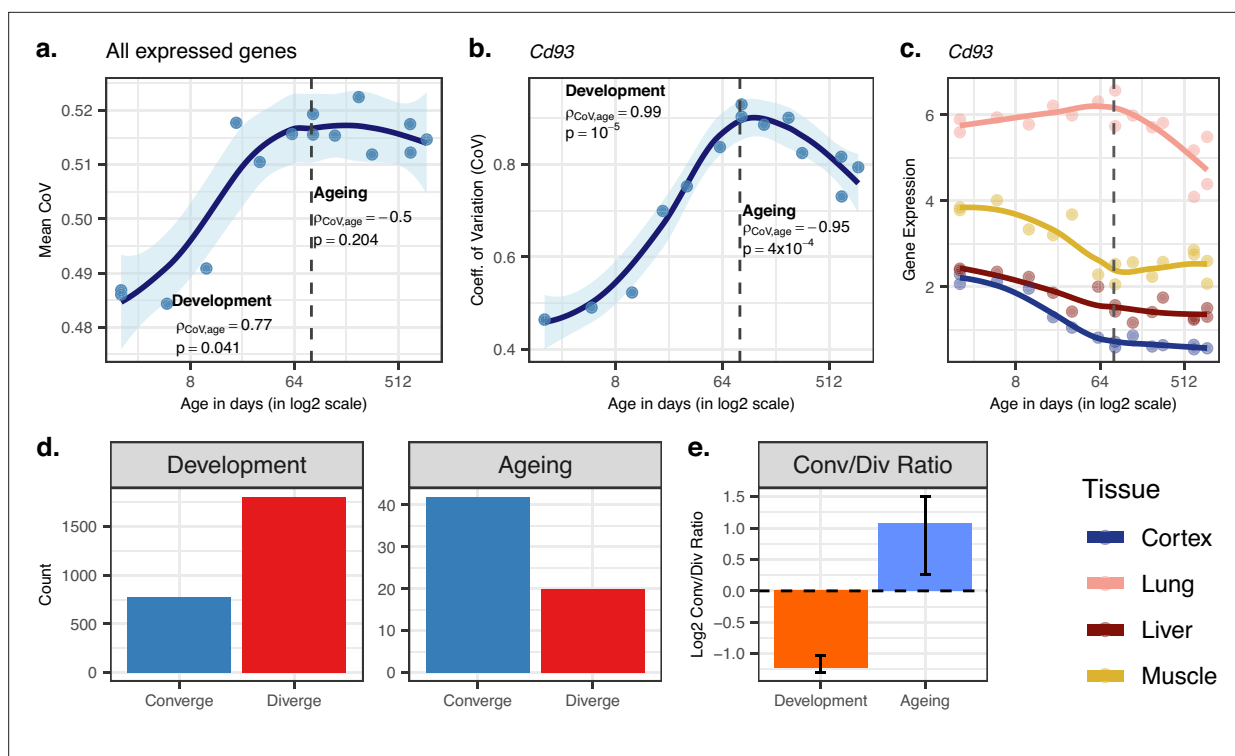 a.
All expressed genes
Mean CoV
0.52
0.51
0.50
0.49
0.48
Ageing
ρCoV,age = −0.5
p = 0.204
Development
ρCoV,age = 0.77
p = 0.041
8
64
512
Age in days (in log2 scale)
b.
Cd93
Coeff. of Variation (CoV)
0.8
0.6
0.4
Development
ρCoV,age = 0.99
p = 10⁻⁵
Ageing
ρCoV,age = −0.95
p = 4x10⁻⁴
8
64
512
Age in days (in log2 scale)
c.
Cd93
Gene Expression
6
4
2
8
64
512
Age in days (in log2 scale)
d.
Development
Count
1500
1000
500
0
Converge
Diverge
Ageing
40
30
20
10
0
Converge
Diverge
e.
Conv/Div Ratio
Log2 Conv/Div Ratio
1.5
1.0
0.5
0.0
−0.5
−1.0
Development
Ageing
Tissue
Cortex
Lung
Liver
Muscle